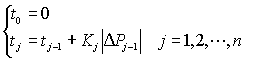 t₀ = 0
tⱼ = tⱼ₋₁ + Kⱼ|ΔPⱼ₋₁|   j = 1,2,⋯,n